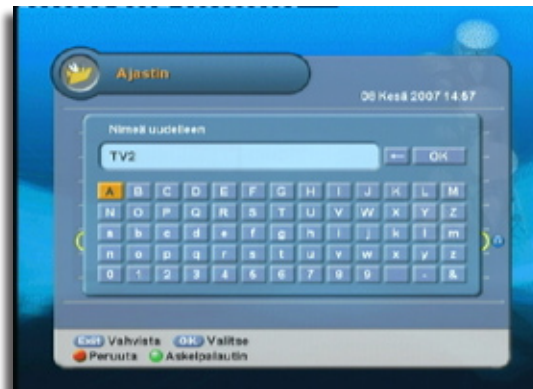 Ajastin
08 Kesä 2007 14:57
Nimeä uudelleen
TV2
← OK
A B C D E F G H I J K L M
N O P Q R S T U V W X Y Z
a b c d e f g h i j k l m
n o p q r s t u v w x y z
0 1 2 3 4 5 6 7 8 9 - &
Exit Vahvista OK Valitse
Peruuta Askelpalautin